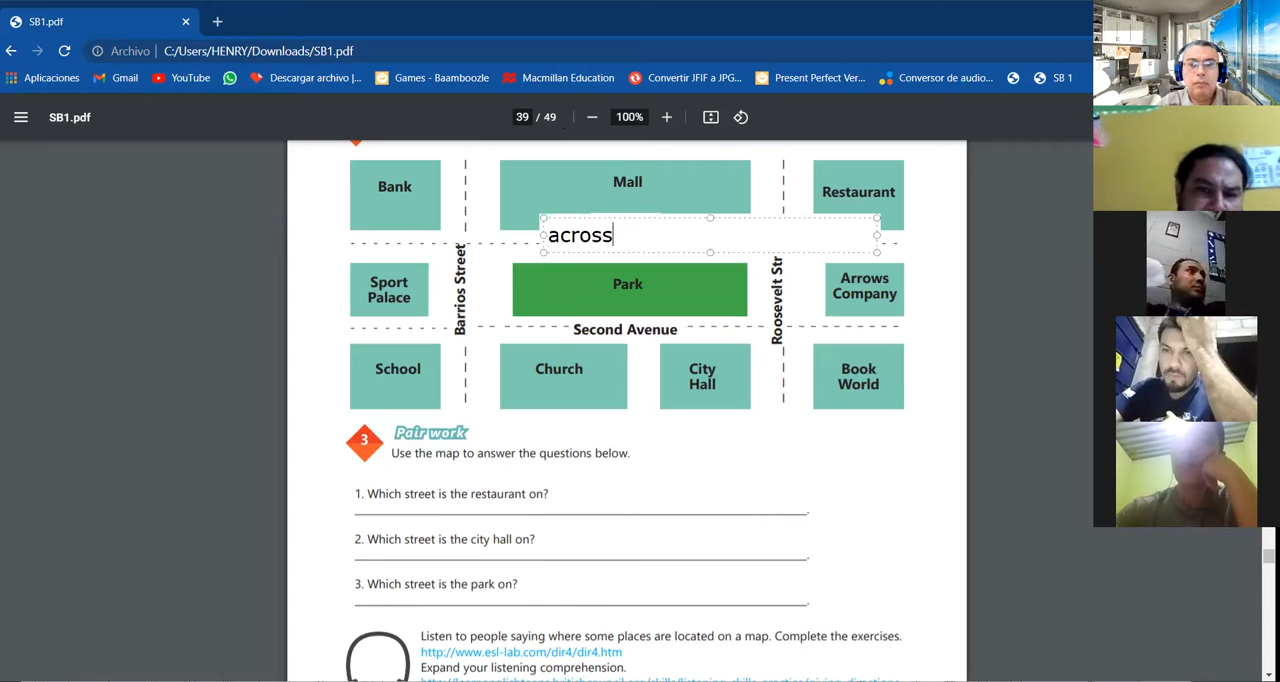 SB1.pdf
Archivo C:/Users/HENRY/Downloads/SB1.pdf
Aplicaciones Gmail YouTube Descargar archivo |... Games - Baamboozle Macmillan Education Convertir JFIF a JPG... Present Perfect Ver... Conversor de audio... SB 1
SB1.pdf 39 / 49 100%
Bank
Mall
Restaurant
across
Sport
Palace
Barrios Street
Park
Roosevelt Str
Arrows
Company
Second Avenue
School
Church
City
Hall
Book
World
3 Pair work
Use the map to answer the questions below.
1. Which street is the restaurant on?
2. Which street is the city hall on?
3. Which street is the park on?
Listen to people saying where some places are located on a map. Complete the exercises.
http://www.esl-lab.com/dir4/dir4.htm
Expand your listening comprehension.